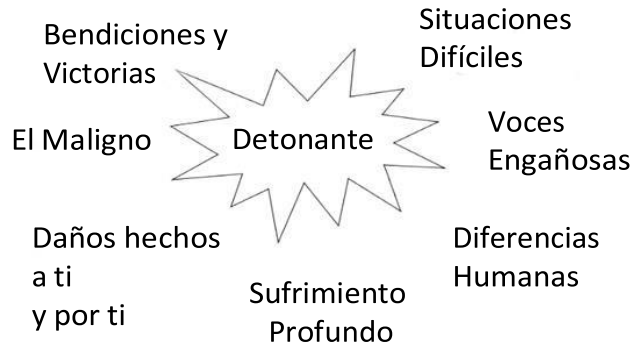 Bendiciones y
Victorias
Situaciones
Difíciles
El Maligno
Detonante
Voces
Engañosas
Daños hechos
a ti
y por ti
Diferencias
Humanas
Sufrimiento
Profundo